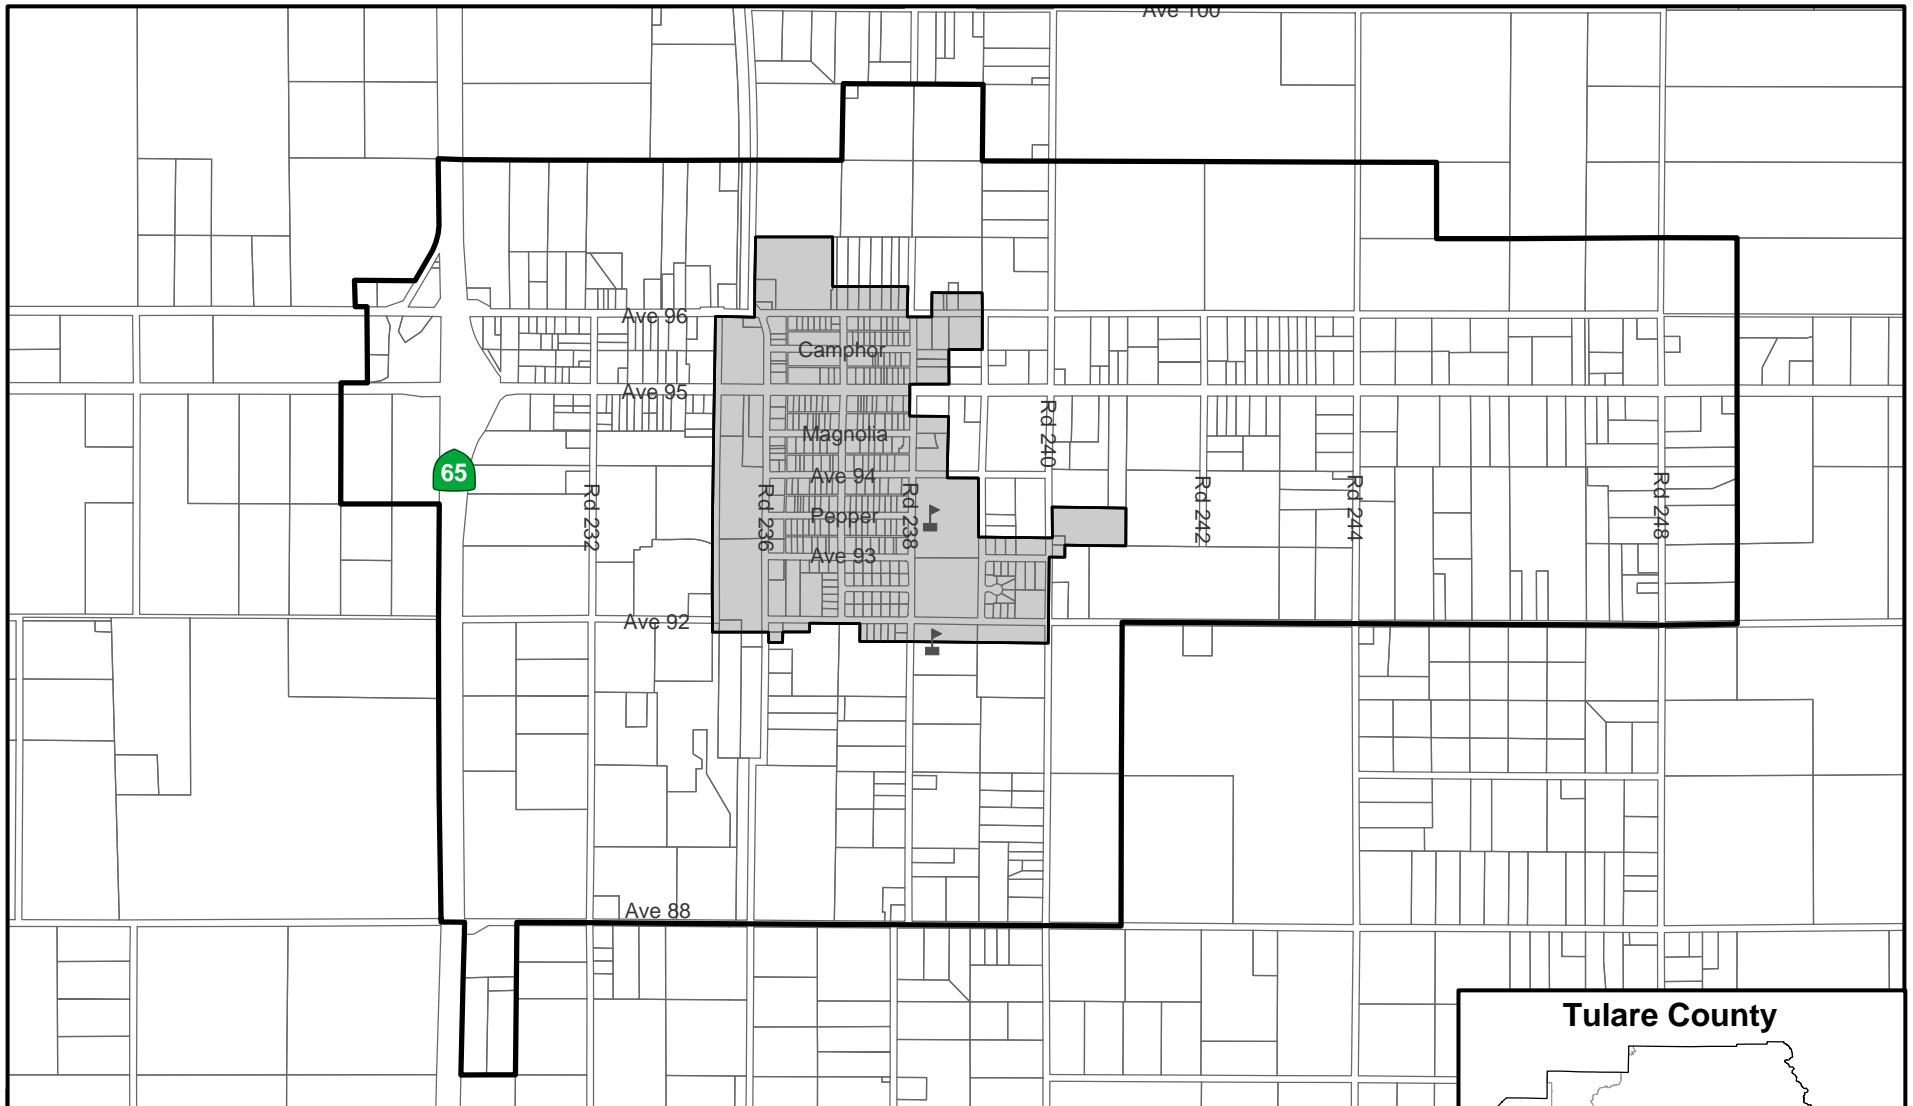 Ave 100
Ave 96
Camphor
Ave 95
Magnolia
Rd 240
65
Ave 94
Rd 232
Rd 236
Rd 238
Pepper
Rd 242
Rd 244
Rd 248
Ave 93
Ave 92
Ave 88
Tulare County